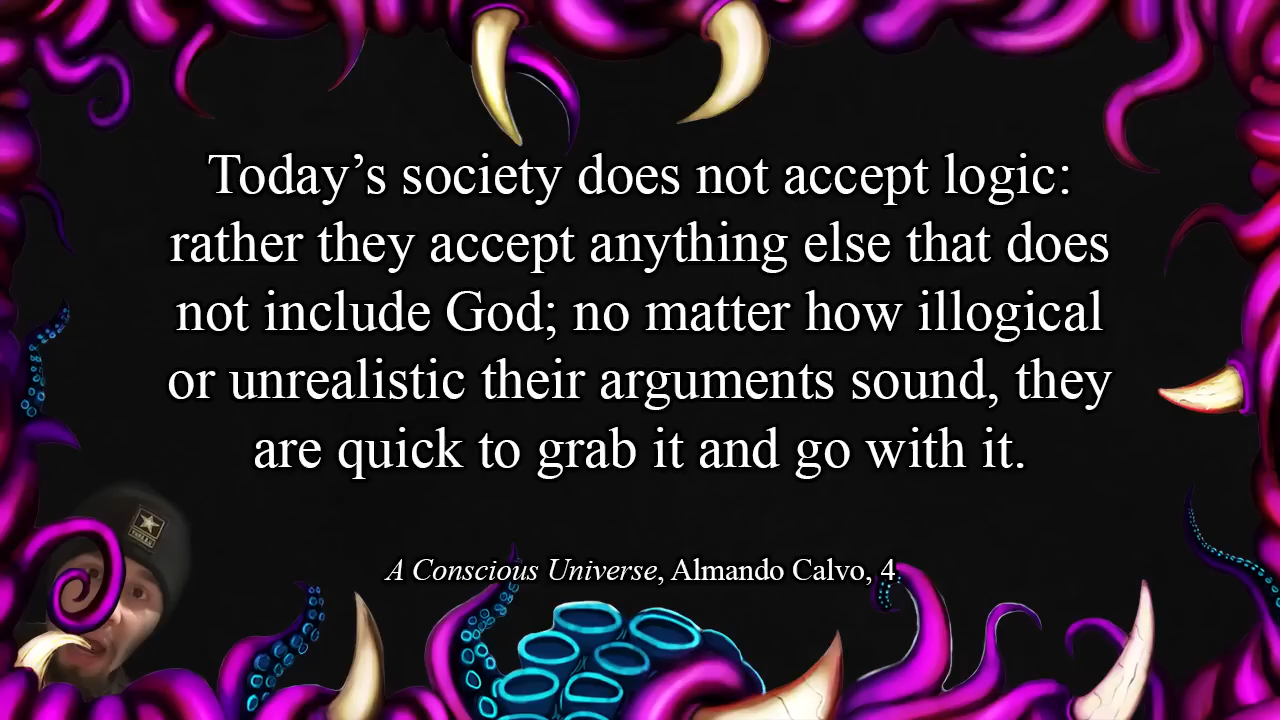 Today’s society does not accept logic:
rather they accept anything else that does
not include God; no matter how illogical
or unrealistic their arguments sound, they
are quick to grab it and go with it.
A Conscious Universe, Almando Calvo, 4